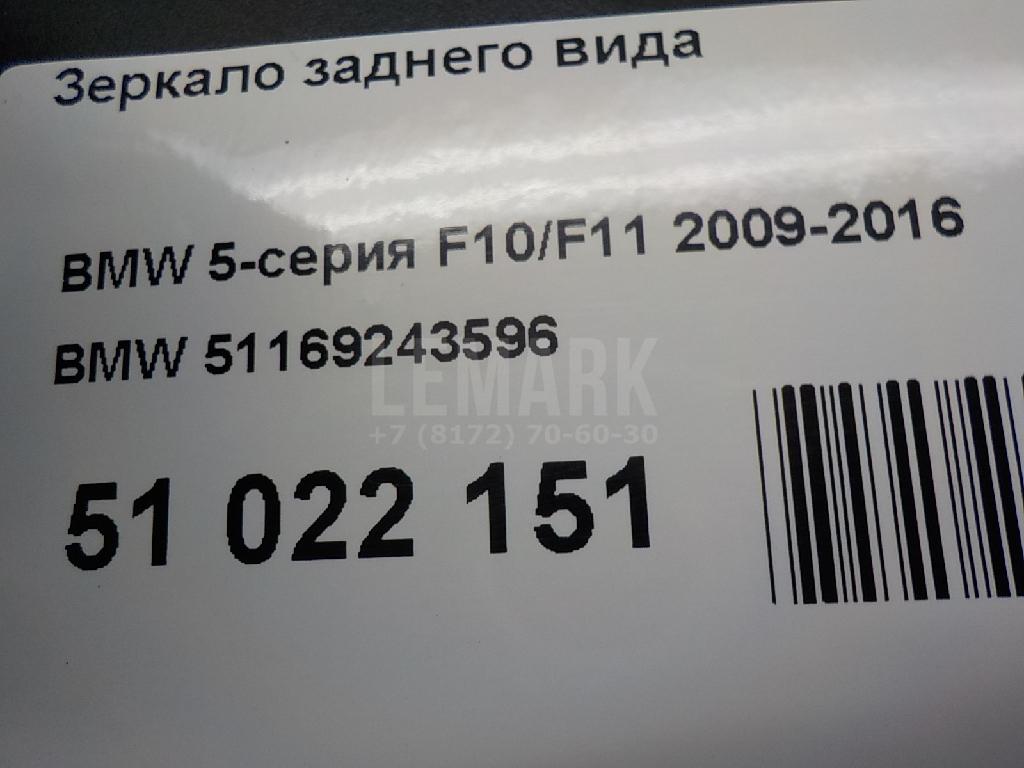 Зеркало заднего вида
BMW 5-серия F10/F11 2009-2016
BMW 51169243596
LEMARK
+7 (8172) 70-60-30
51 022 151